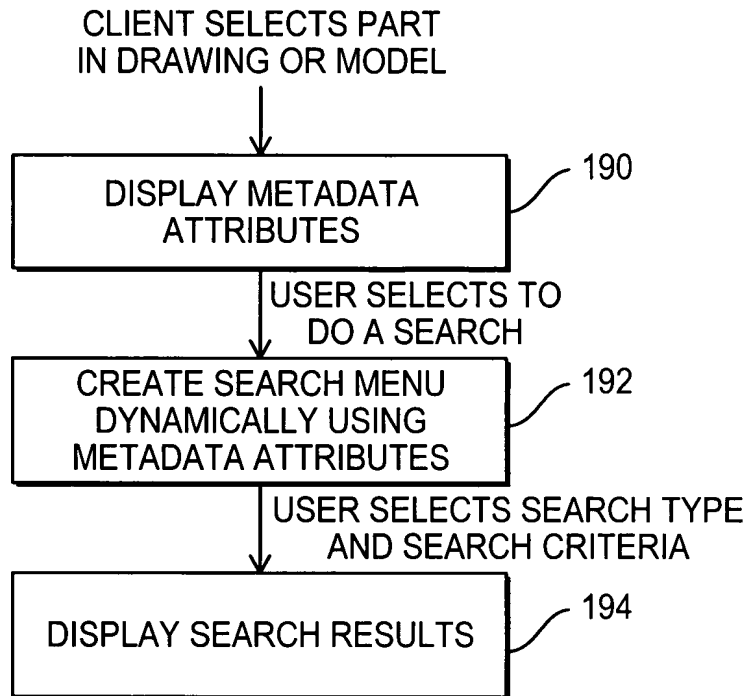 CLIENT SELECTS PART
IN DRAWING OR MODEL
DISPLAY METADATA
ATTRIBUTES
190
USER SELECTS TO
DO A SEARCH
CREATE SEARCH MENU
DYNAMICALLY USING
METADATA ATTRIBUTES
192
USER SELECTS SEARCH TYPE
AND SEARCH CRITERIA
DISPLAY SEARCH RESULTS
194